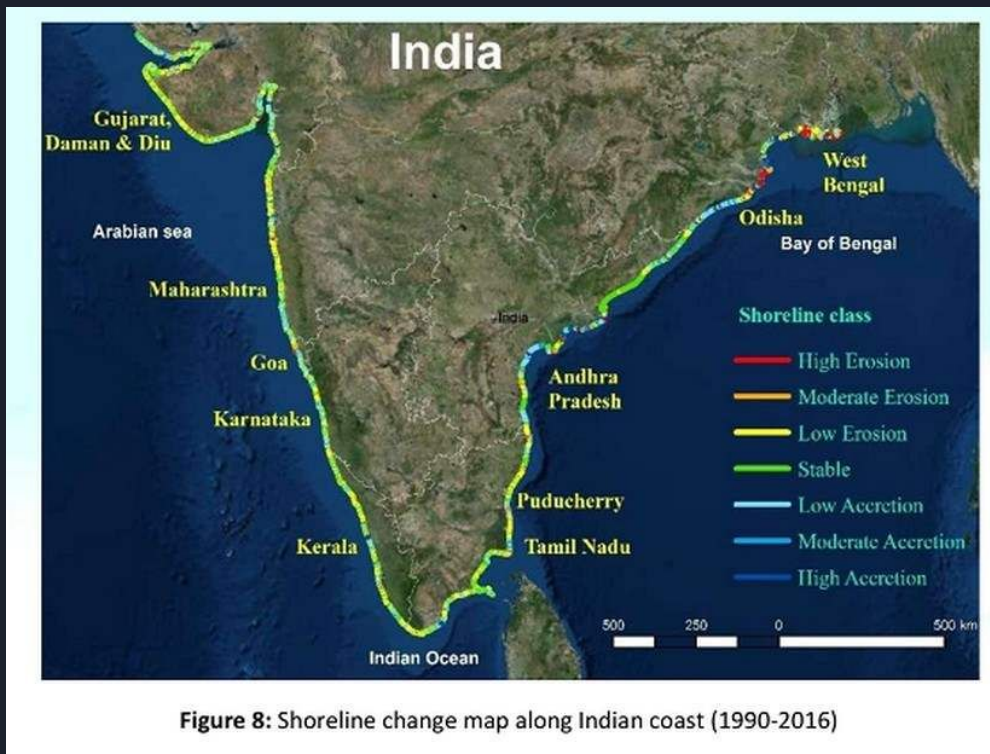 India
Gujarat,
Daman & Diu
West
Bengal
Odisha
Arabian sea
Bay of Bengal
Maharashtra
India
Goa
Andhra
Pradesh
Karnataka
Puducherry
Kerala
Tamil Nadu
Indian Ocean
Shoreline class
High Erosion
Moderate Erosion
Low Erosion
Stable
Low Accretion
Moderate Accretion
High Accretion
500 250 0 500 km
Figure 8: Shoreline change map along Indian coast (1990-2016)